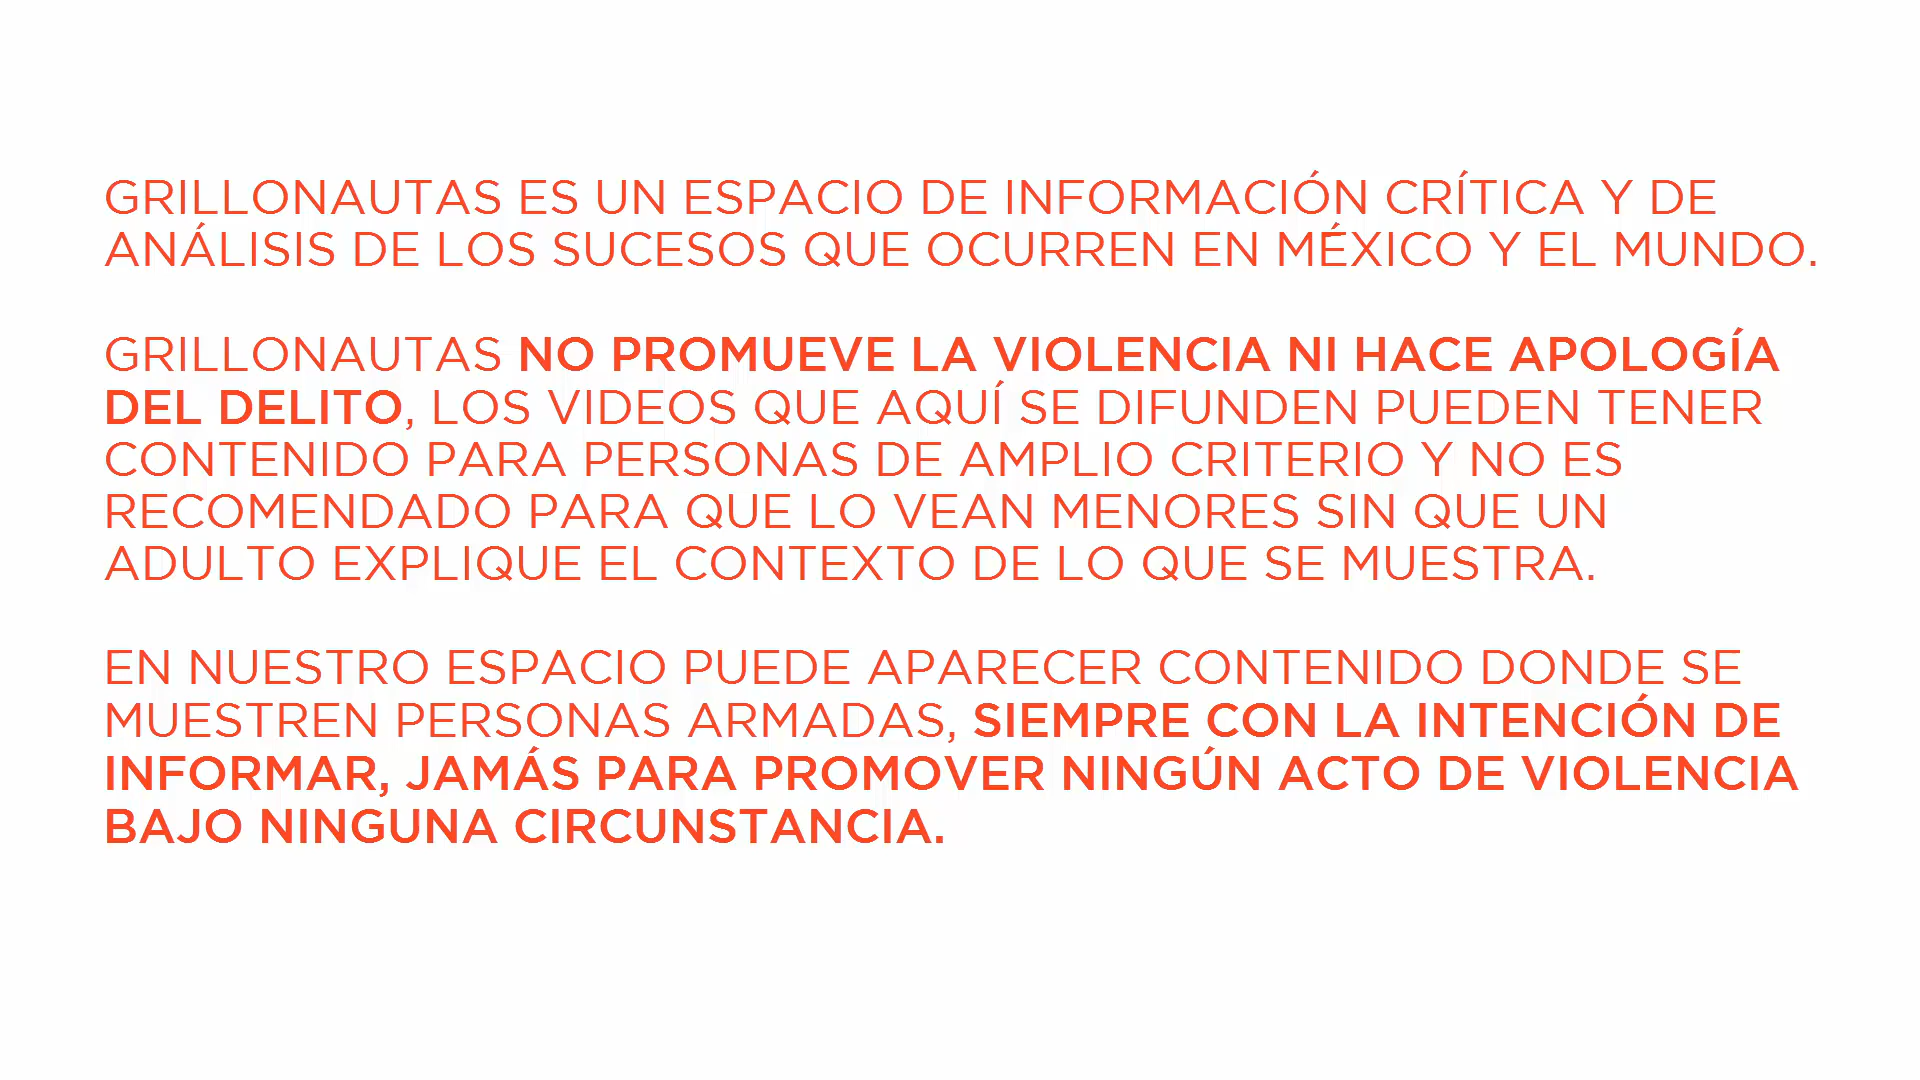 GRILLONAUTAS ES UN ESPACIO DE INFORMACIÓN CRÍTICA Y DE
ANÁLISIS DE LOS SUCESOS QUE OCURREN EN MÉXICO Y EL MUNDO.
GRILLONAUTAS NO PROMUEVE LA VIOLENCIA NI HACE APOLOGÍA
DEL DELITO, LOS VIDEOS QUE AQUÍ SE DIFUNDEN PUEDEN TENER
CONTENIDO PARA PERSONAS DE AMPLIO CRITERIO Y NO ES
RECOMENDADO PARA QUE LO VEAN MENORES SIN QUE UN
ADULTO EXPLIQUE EL CONTEXTO DE LO QUE SE MUESTRA.
EN NUESTRO ESPACIO PUEDE APARECER CONTENIDO DONDE SE
MUESTREN PERSONAS ARMADAS, SIEMPRE CON LA INTENCIÓN DE
INFORMAR, JAMÁS PARA PROMOVER NINGÚN ACTO DE VIOLENCIA
BAJO NINGUNA CIRCUNSTANCIA.